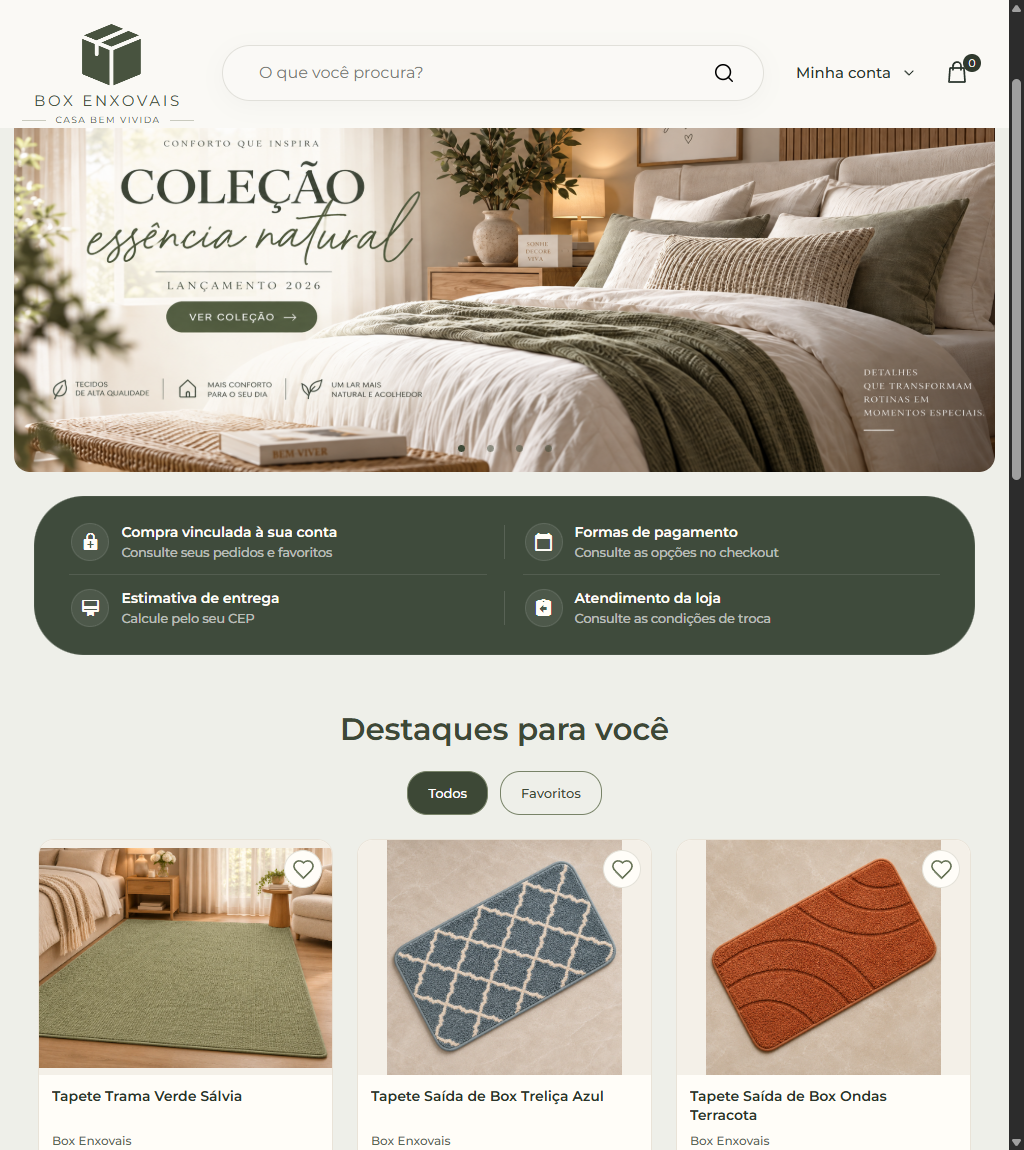 BOX ENXOVAIS
CASA BEM VIVIDA
O que você procura?
Minha conta
0
CONFORTO QUE INSPIRA
COLEÇÃO
essência natural
LANÇAMENTO 2026
VER COLEÇÃO
TECIDOS
DE ALTA QUALIDADE
MAIS CONFORTO
PARA O SEU DIA
UM LAR MAIS
NATURAL E ACOLHEDOR
SONHE
DECORE
VIVA
BEM-VIVER
DETALHES
QUE TRANSFORMAM
ROTINAS EM
MOMENTOS ESPECIAIS.
Compra vinculada à sua conta
Consulte seus pedidos e favoritos
Formas de pagamento
Consulte as opções no checkout
Estimativa de entrega
Calcule pelo seu CEP
Atendimento da loja
Consulte as condições de troca
Destaques para você
Todos
Favoritos
Tapete Trama Verde Sálvia
Box Enxovais
Tapete Saída de Box Treliça Azul
Box Enxovais
Tapete Saída de Box Ondas
Terracota
Box Enxovais